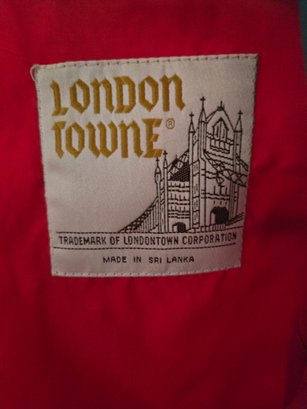 LONDON
TOWNE®
TRADEMARK OF LONDONTOWN CORPORATION
MADE IN SRI LANKA